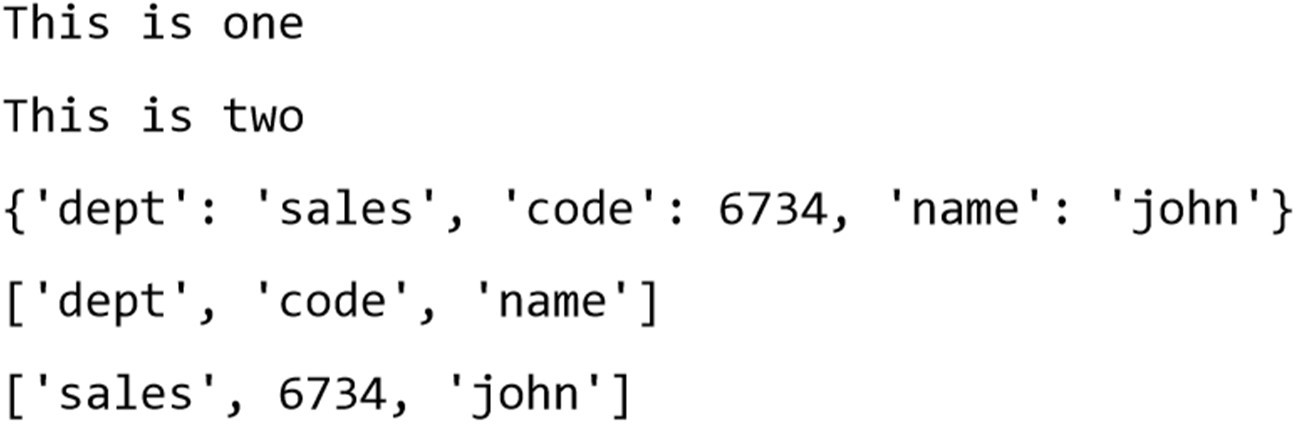 This is one
This is two
{'dept': 'sales', 'code': 6734, 'name': 'john'}
['dept', 'code', 'name']
['sales', 6734, 'john']